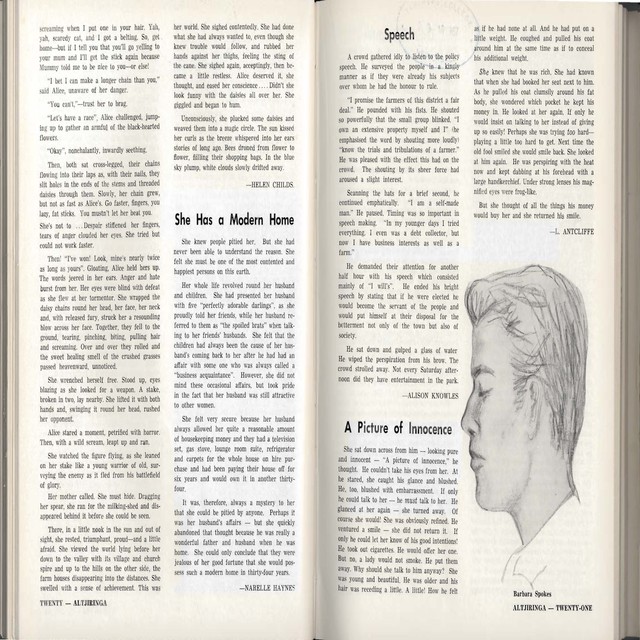 screaming when I put one in your hair. Yah,
yah, scaredy cat, and I got a belting. So, get
home—but if I tell you that you'll go yelling to
your mum and I'll get the stick again because
Mummy told me to be nice to you—or else!
"I bet I can make a longer chain than you,"
said Alice, unaware of her danger.
"You can't,"—trust her to brag.
"Let's have a race", Alice challenged, jump-
ing up to gather an armful of the black-hearted
flowers.
"Okay", nonchalantly, inwardly seething.
Then, both sat cross-legged, their chains
flowing into their laps as, with their nails, they
slit holes in the ends of the stems and threaded
daisies through them. Slowly, her chain grew,
but not as fast as Alice's. Go faster, fingers, you
lazy, fat sticks. You mustn't let her beat you.
She's not to . . . Despair stiffened her fingers,
tears of anger clouded her eyes. She tried but
could not work faster.
Then! "I've won! Look, mine's nearly twice
as long as yours". Gloating, Alice held hers up.
The words jeered in her ears. Anger and hate
burst from her. Her eyes were blind with defeat
as she flew at her tormentor. She wrapped the
daisy chains round her head, her face, her neck
and, with released fury, struck her a resounding
blow across her face. Together, they fell to the
ground, tearing, pinching, biting, pulling hair
and screaming. Over and over they rolled and
the sweet healing smell of the crushed grasses
passed heavenward, unnoticed.
She wrenched herself free. Stood up, eyes
blazing as she looked for a weapon. A stake,
broken in two, lay nearby. She lifted it with both
hands and, swinging it round her head, rushed
her opponent.
Alice stared a moment, petrified with horror.
Then, with a wild scream, leapt up and ran.
She watched the figure flying, as she leaned
on her stake like a young warrior of old, sur-
veying the enemy as it fled from his battlefield
of glory.
Her mother called. She must hide. Dragging
her spear, she ran for the milking-shed and dis-
appeared behind it before she could be seen.
There, in a little nook in the sun and out of
sight, she rested, triumphant, proud—and a little
afraid. She viewed the world lying before her
down to the valley with its village and church
spire and up to the hills on the other side, the
farm houses disappearing into the distances. She
swelled with a sense of achievement. This was
TWENTY — ALTJIRINGA
her world. She sighed contentedly. She had done
what she had always wanted to, even though she
knew trouble would follow, and rubbed her
hands against her thighs, feeling the sting of
the cane. She sighed again, acceptingly, then be-
came a little restless. Alice deserved it, she
thought, and eased her conscience . . . . Didn't she
look funny with the daisies all over her. She
giggled and began to hum.
Unconsciously, she plucked some daisies and
weaved them into a magic circle. The sun kissed
her curls as the breeze whispered into her ears
stories of long ago. Bees droned from flower to
flower, filling their shopping bags. In the blue
sky plump, white clouds slowly drifted away.
—HELEN CHILDS.
She Has a Modern Home
She knew people pitied her. But she had
never been able to understand the reason. She
felt she must be one of the most contented and
happiest persons on this earth.
Her whole life revolved round her husband
and children. She had presented her husband
with five "perfectly adorable darlings", as she
proudly told her friends, while her husband re-
ferred to them as "the spoiled brats" when talk-
ing to her friends' husbands. She felt that the
children had always been the cause of her hus-
band's coming back to her after he had had an
affair with some one who was always called a
"business acquaintance". However, she did not
mind these occasional affairs, but took pride
in the fact that her husband was still attractive
to other women.
She felt very secure because her husband
always allowed her quite a reasonable amount
of housekeeping money and they had a television
set, gas stove, lounge room suite, refrigerator
and carpets for the whole house on hire pur-
chase and had been paying their house off for
six years and would own it in another thirty-
four.
It was, therefore, always a mystery to her
that she could be pitied by anyone. Perhaps it
was her husband's affairs — but she quickly
abandoned that thought because he was really a
wonderful father and husband when he was
home. She could only conclude that they were
jealous of her good fortune that she would pos-
sess such a modern home in thirty-four years.
—NARELLE HAYNES
Speech
A crowd gathered idly to listen to the policy
speech. He surveyed the people in a kindly
manner as if they were already his subjects
over whom he had the honour to rule.
"I promise the farmers of this district a fair
deal." He pounded with his fists. He shouted
so powerfully that the small group blinked. "I
own an extensive property myself and I" (he
emphasised the word by shouting more loudly)
"know the trials and tribulations of a farmer."
He was pleased with the effect this had on the
crowd. The shouting by its sheer force had
aroused a slight interest.
Scanning the hats for a brief second, he
continued emphatically. "I am a self-made
man." He paused. Timing was so important in
speech making. "In my younger days I tried
everything. I even was a debt collector, but
now I have business interests as well as a
farm."
He demanded their attention for another
half hour with his speech which consisted
mainly of "I will's". He ended his bright
speech by stating that if he were elected he
would become the servant of the people and
would put himself at their disposal for the
betterment not only of the town but also of
society.
He sat down and gulped a glass of water
He wiped the perspiration from his brow. The
crowd strolled away. Not every Saturday after-
noon did they have entertainment in the park.
—ALISON KNOWLES
A Picture of Innocence
She sat down across from him — looking pure
and innocent — "A picture of innocence," he
thought. He couldn't take his eyes from her. At
he stared, she caught his glance and blushed.
He, too, blushed with embarrassment. If only
he could talk to her — he must talk to her. He
glanced at her again — she turned away. Of
course she would! She was obviously refined. He
ventured a smile — she did not return it. If
only he could let her know of his good intentions!
He took out cigarettes. He would offer her one.
But no, a lady would not smoke. He put them
away. Why should she talk to him anyway? She
was young and beautiful. He was older and his
hair was receding a little. A little! How he felt
as if he had none at all. And he had put on a
little weight. He coughed and pulled his coat
around him at the same time as if to conceal
his additional weight.
She knew that he was rich. She had known
that when she had booked her seat next to him.
As he pulled his coat clumsily around his fat
body, she wondered which pocket he kept his
money in. He looked at her again. If only he
would insist on talking to her instead of giving
up so easily! Perhaps she was trying too hard—
playing a little too hard to get. Next time the
old fool smiled she would smile back. She looked
at him again. He was perspiring with the heat
now and kept dabbing at his forehead with a
large handkerchief. Under strong lenses his mag-
nified eyes were frog-like.
But she thought of all the things his money
would buy her and she returned his smile.
—L. ANTCLIFFE
Barbara Spokes
ALTJIRINGA — TWENTY-ONE